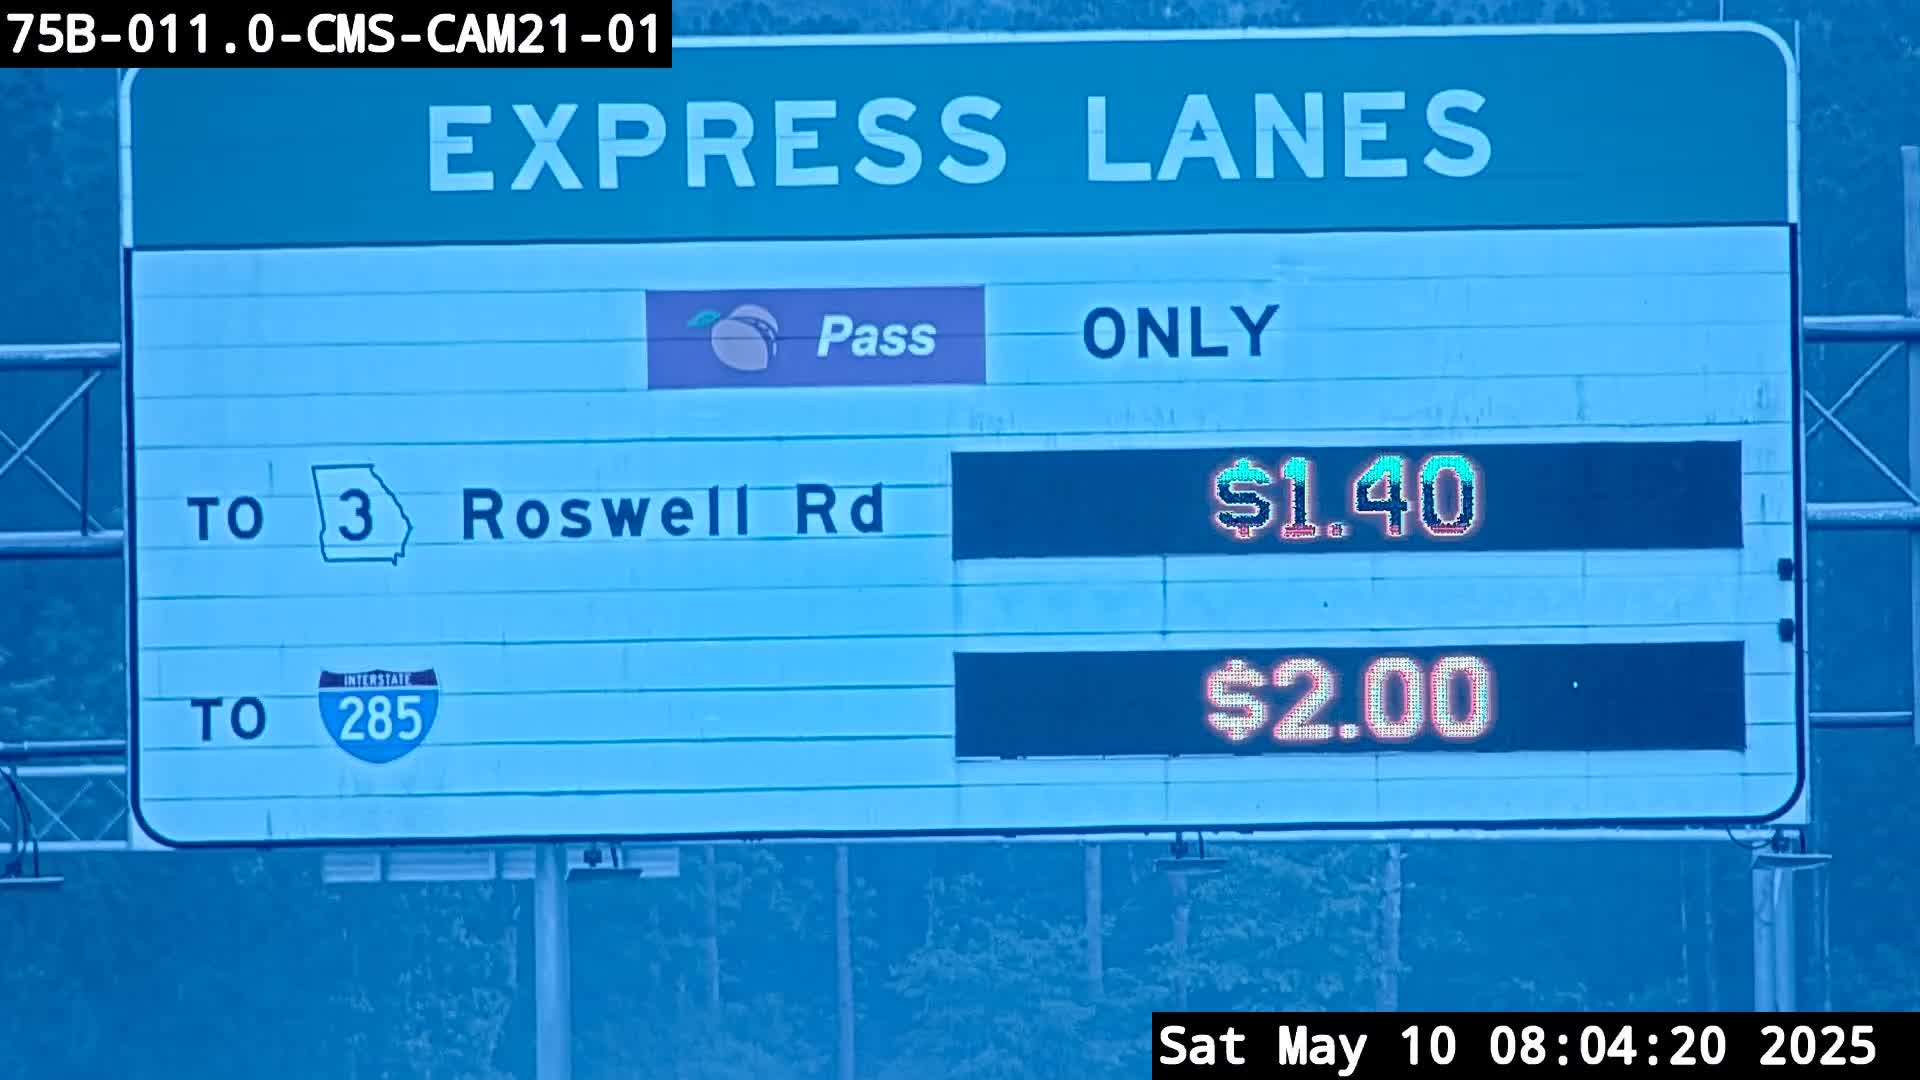 75B-011.0-CMS-CAM21-01
EXPRESS LANES
Pass ONLY
TO 3 Roswell Rd $1.40
TO INTERSTATE 285 $2.00
Sat May 10 08:04:20 2025